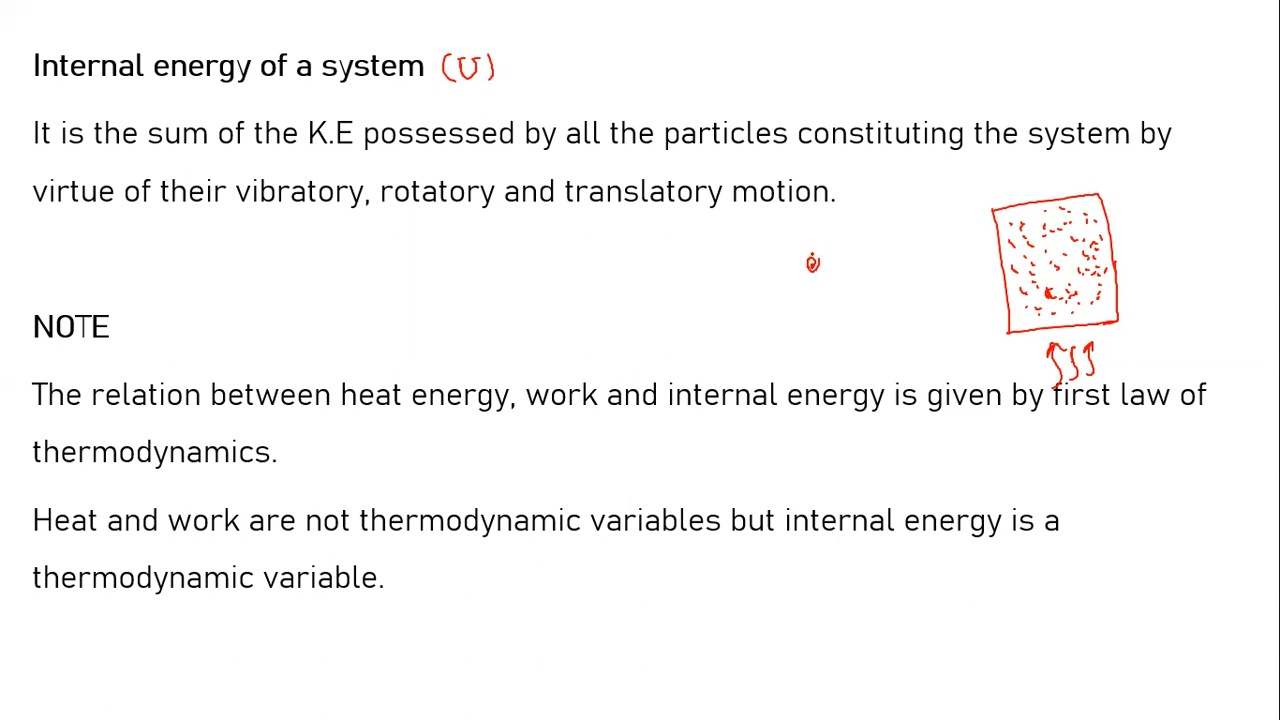 Internal energy of a system (U)
It is the sum of the K.E possessed by all the particles constituting the system by
virtue of their vibratory, rotatory and translatory motion.
NOTE
The relation between heat energy, work and internal energy is given by first law of
thermodynamics.
Heat and work are not thermodynamic variables but internal energy is a
thermodynamic variable.